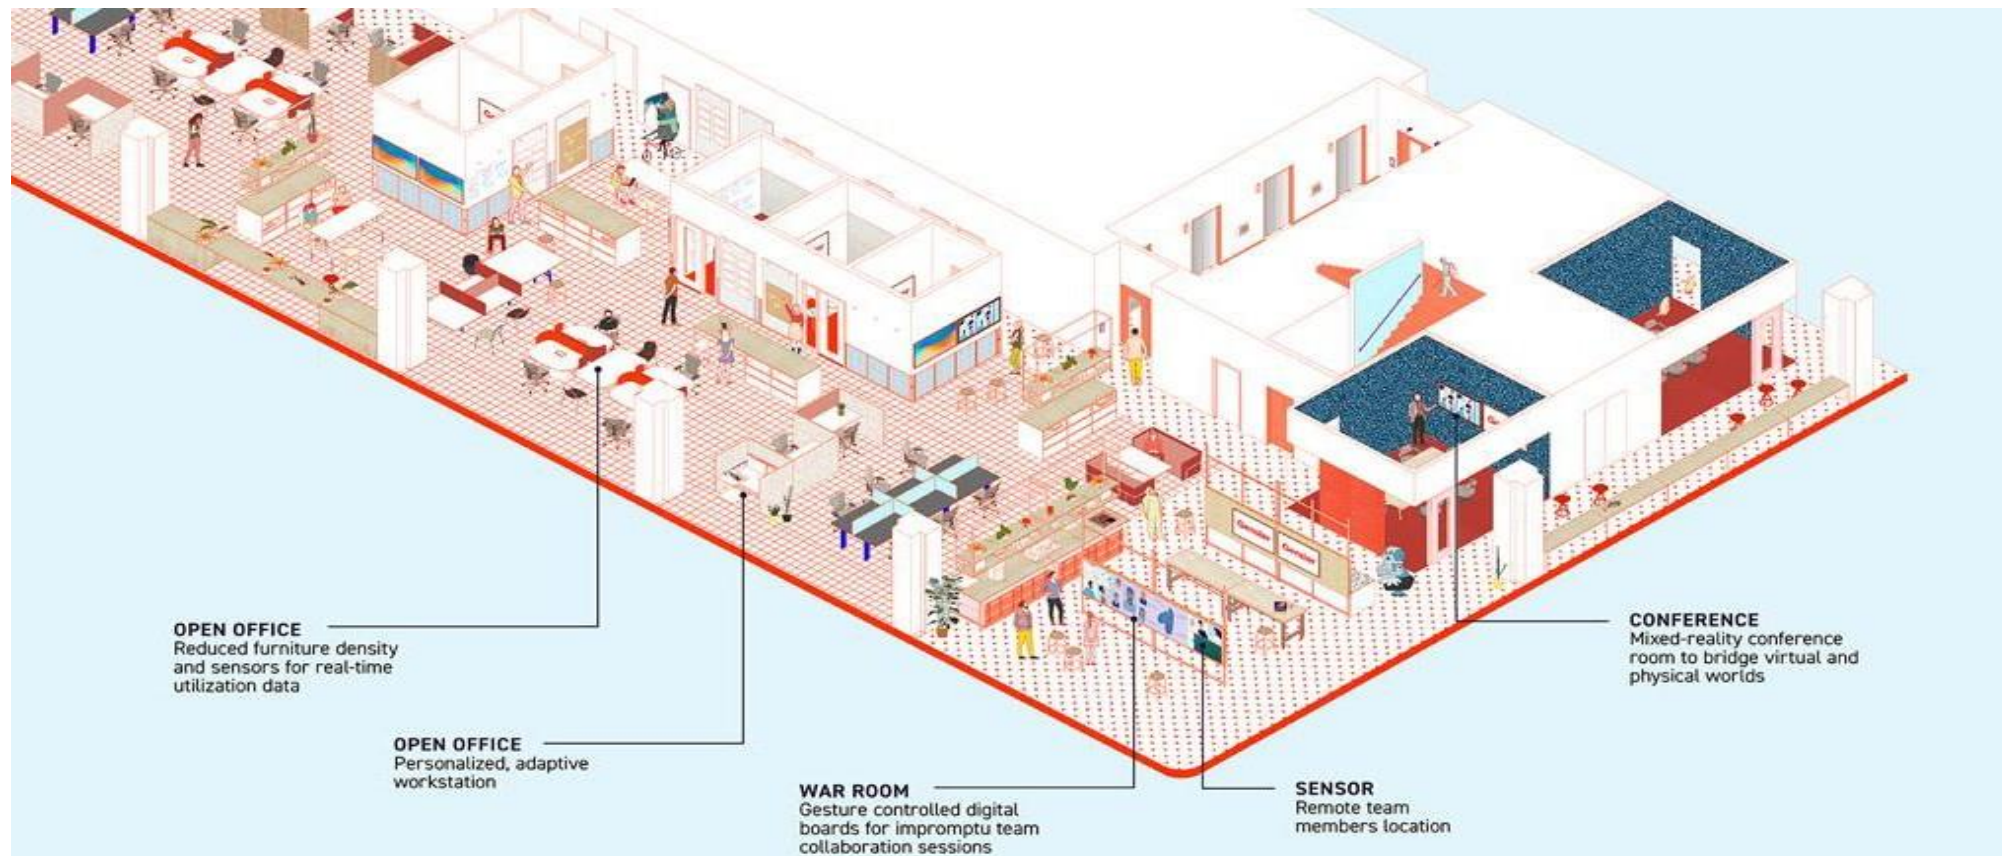 Gensler
Gensler
OPEN OFFICE
Reduced furniture density
and sensors for real-time
utilization data
OPEN OFFICE
Personalized, adaptive
workstation
WAR ROOM
Gesture controlled digital
boards for impromptu team
collaboration sessions
SENSOR
Remote team
members location
CONFERENCE
Mixed-reality conference
room to bridge virtual and
physical worlds